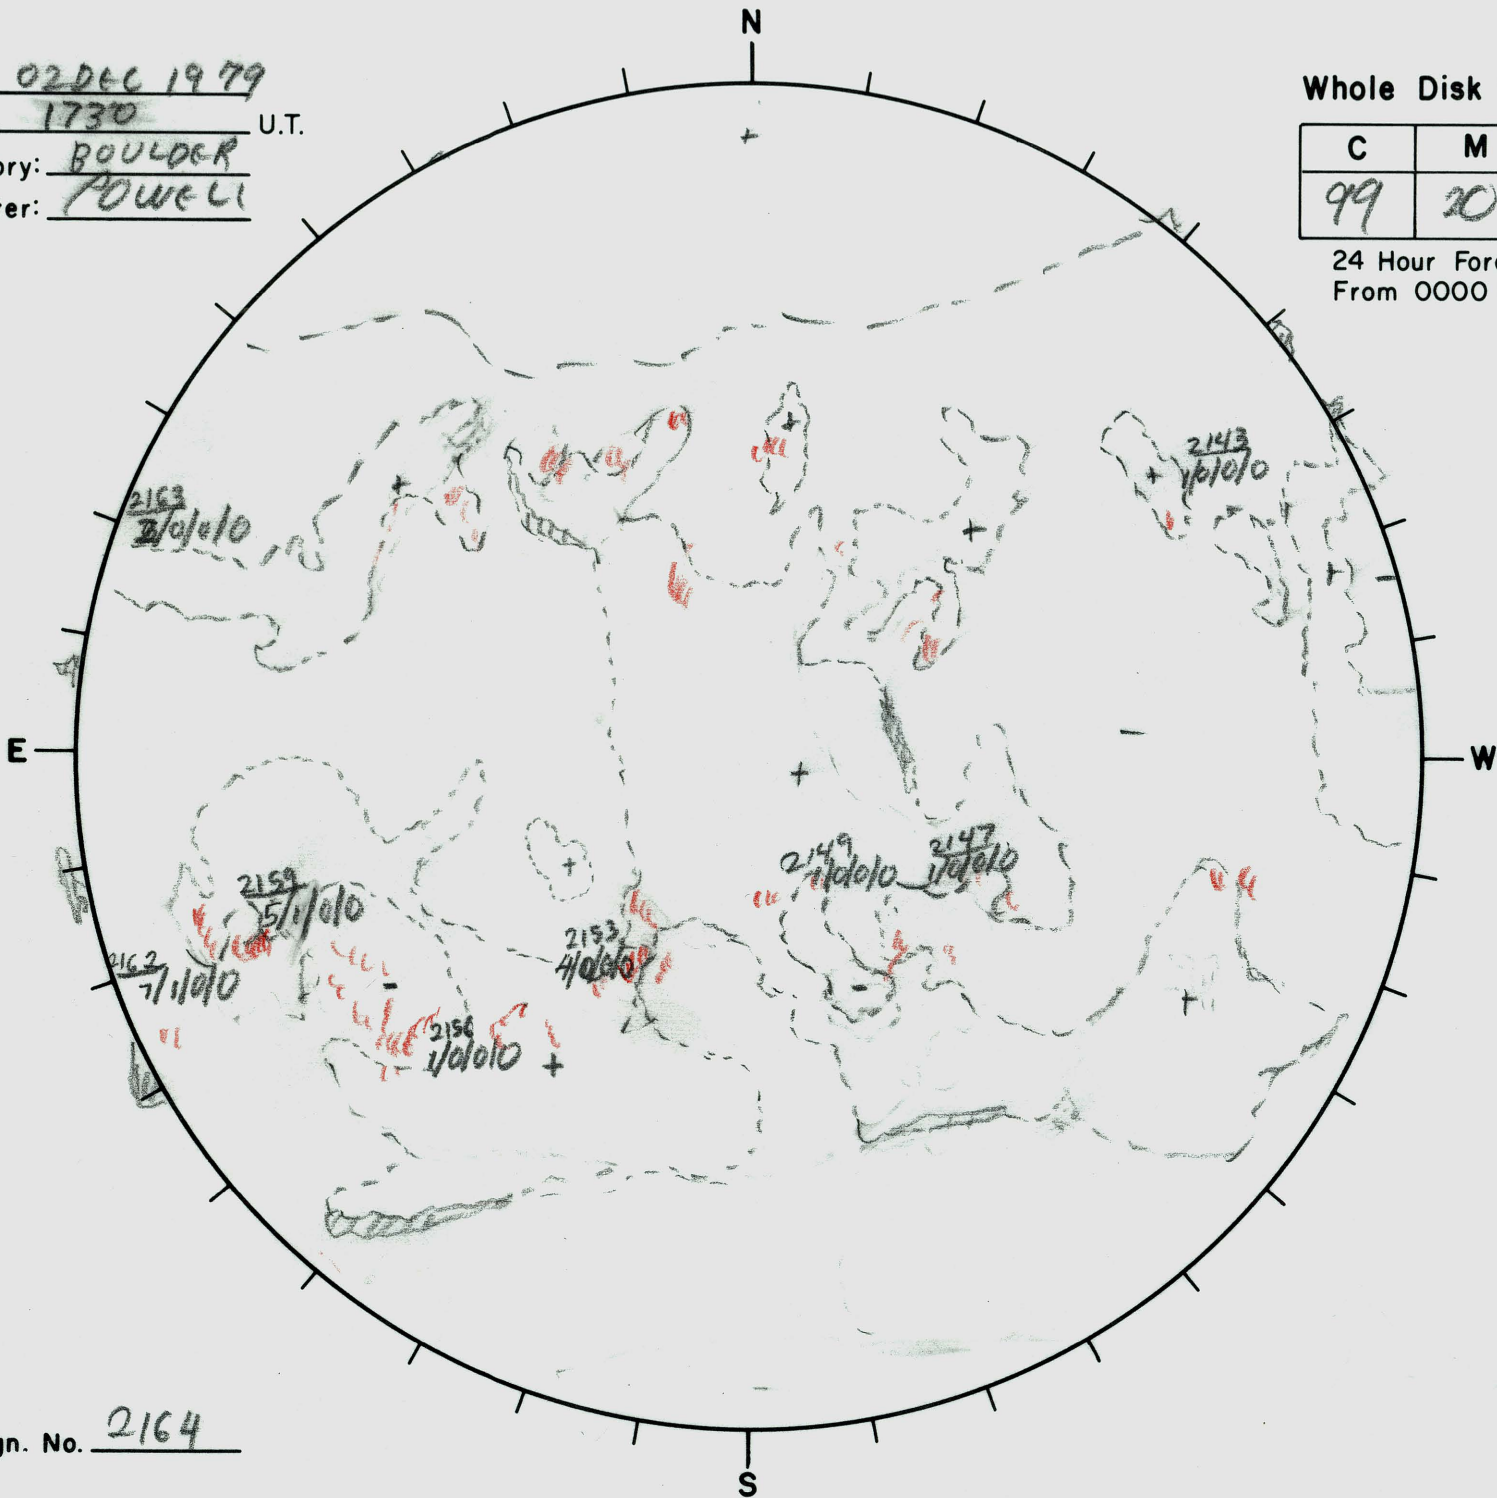 N
02 DEC 1979
1730 U.T.
ory: BOULDER
er: POWELL
Whole Disk
C M
99 20
24 Hour Fore
From 0000
2143
1/0/0/0
2163
/0/0/0
E
W
2149
1/0/0/0
2147
1/0/0/0
2159
5/1/0/0
2153
4/0/0/0
2162
7/1/0/0
2156
1/0/0/0
gn. No. 2164
S